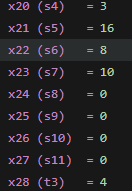 x20 (s4) = 3
x21 (s5) = 16
x22 (s6) = 8
x23 (s7) = 10
x24 (s8) = 0
x25 (s9) = 0
x26 (s10) = 0
x27 (s11) = 0
x28 (t3) = 4